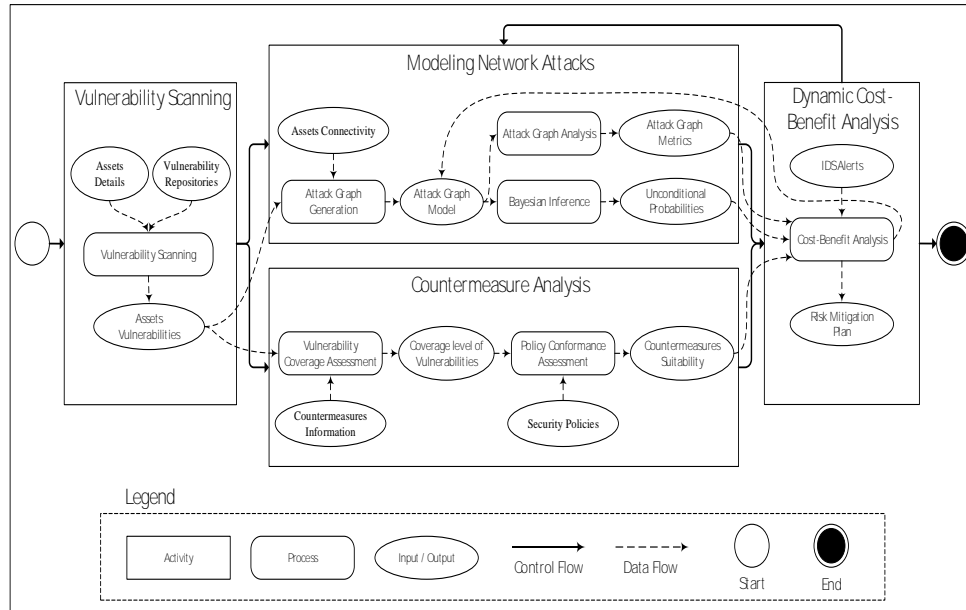 Vulnerability Scanning
Assets
Details
Vulnerability
Repositories
Vulnerability Scanning
Assets
Vulnerabilities
Modeling Network Attacks
Assets Connectivity
Attack Graph
Generation
Attack Graph
Model
Attack Graph Analysis
Attack Graph
Metrics
Bayesian Inference
Unconditional
Probabilities
Countermeasure Analysis
Vulnerability
Coverage Assessment
Coverage level of
Vulnerabilities
Policy Conformance
Assessment
Countermeasures
Suitability
Countermeasures
Information
Security Policies
Dynamic Cost-
Benefit Analysis
IDS Alerts
Cost-Benefit Analysis
Risk Mitigation
Plan
Legend
Activity
Process
Input / Output
Control Flow
Data Flow
Start
End